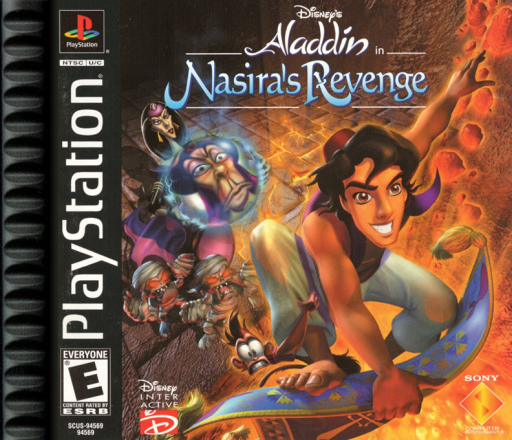 PlayStation
NTSC U/C
PlayStation
EVERYONE
E
CONTENT RATED BY
ESRB
SCUS-94569
94569
Disney's
Aladdin in
Nasira's Revenge
Disney
INTER
ACTIVE
SONY
COMPUTER